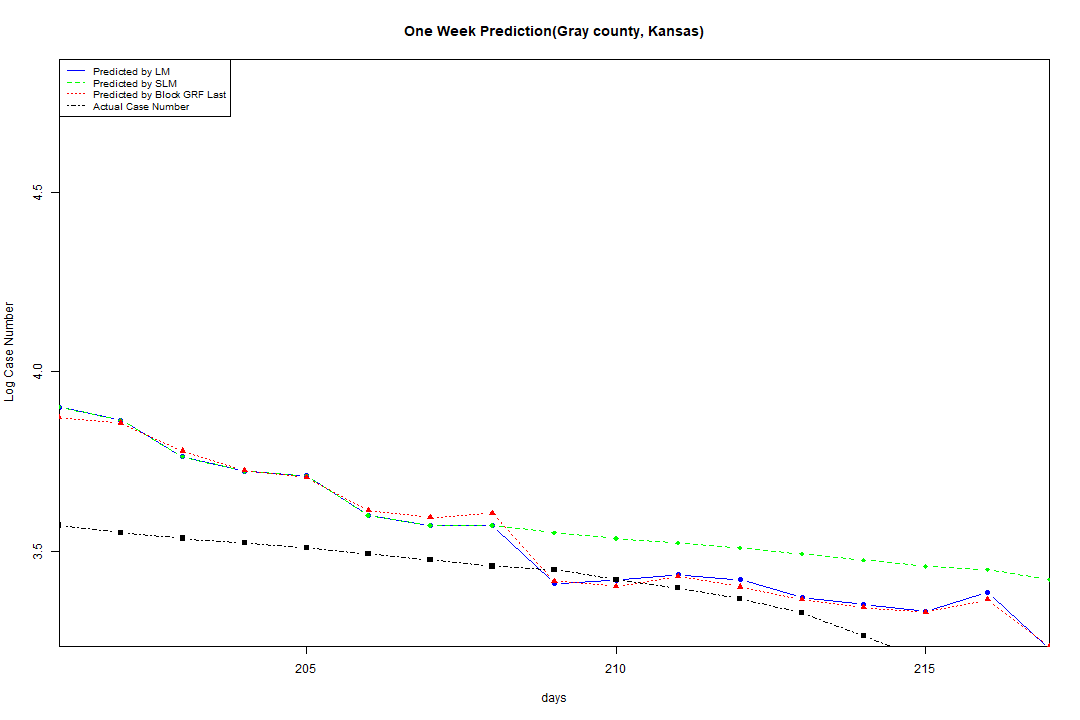 One Week Prediction(Gray county, Kansas)
Predicted by LM
Predicted by SLM
Predicted by Block GRF Last
Actual Case Number
4.5
4.0
3.5
Log Case Number
205
210
215
days